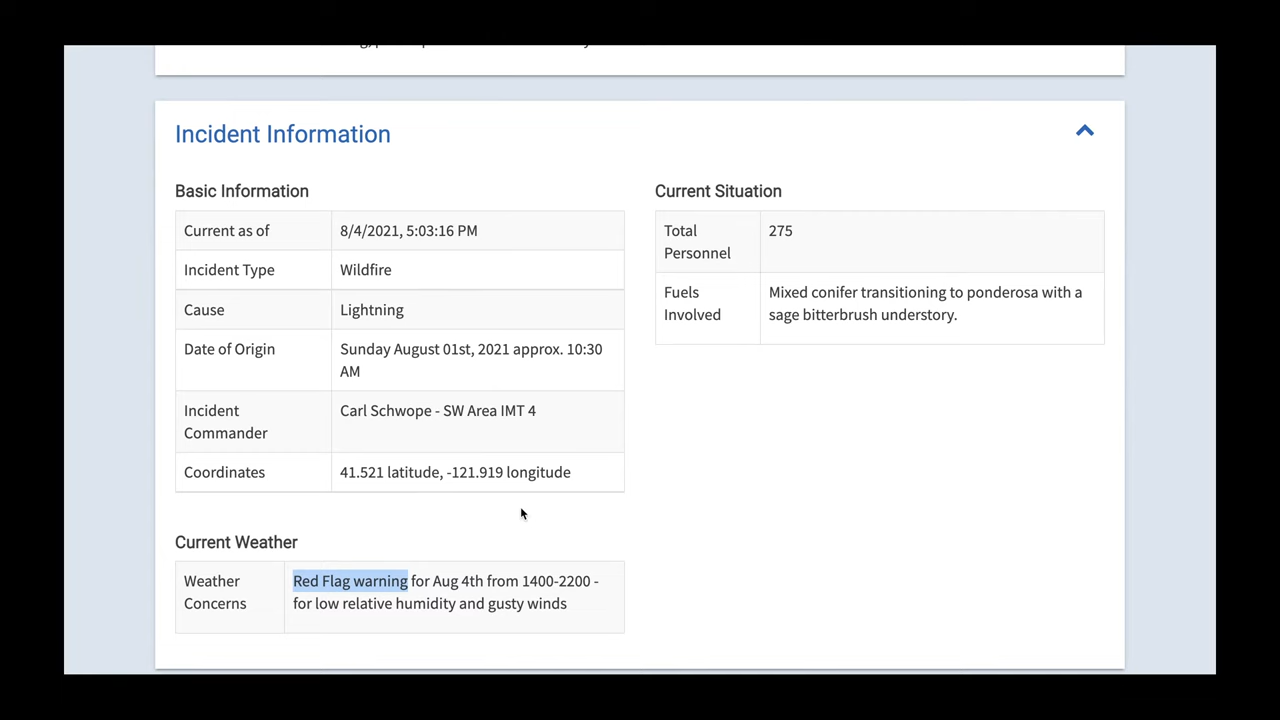 Incident Information
Basic Information
Current as of
8/4/2021, 5:03:16 PM
Incident Type
Wildfire
Cause
Lightning
Date of Origin
Sunday August 01st, 2021 approx. 10:30
AM
Incident
Commander
Carl Schwope - SW Area IMT 4
Coordinates
41.521 latitude, -121.919 longitude
Current Situation
Total
Personnel
275
Fuels
Involved
Mixed conifer transitioning to ponderosa with a
sage bitterbrush understory.
Current Weather
Weather
Concerns
Red Flag warning for Aug 4th from 1400-2200 -
for low relative humidity and gusty winds